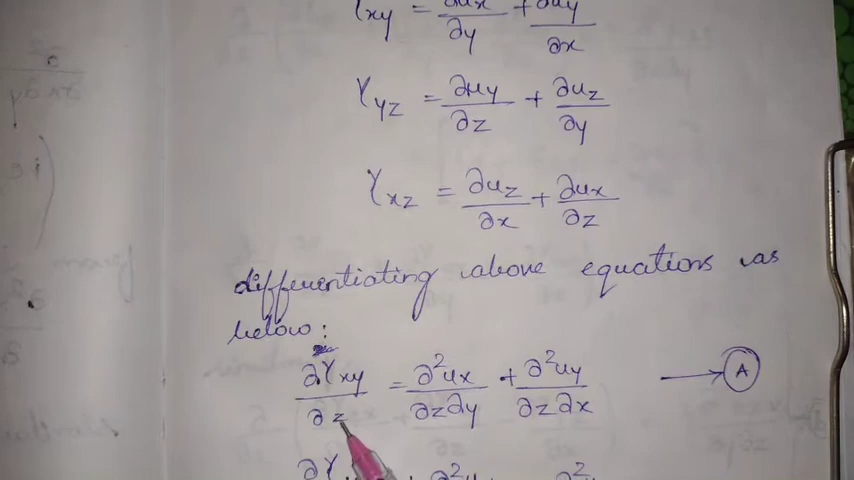 γxy = ∂ux/∂y + ∂uy/∂x
γyz = ∂uy/∂z + ∂uz/∂y
γxz = ∂uz/∂x + ∂ux/∂z
differentiating above equations as
below:
∂γxy/∂z = ∂²ux/∂z∂y + ∂²uy/∂z∂x → A